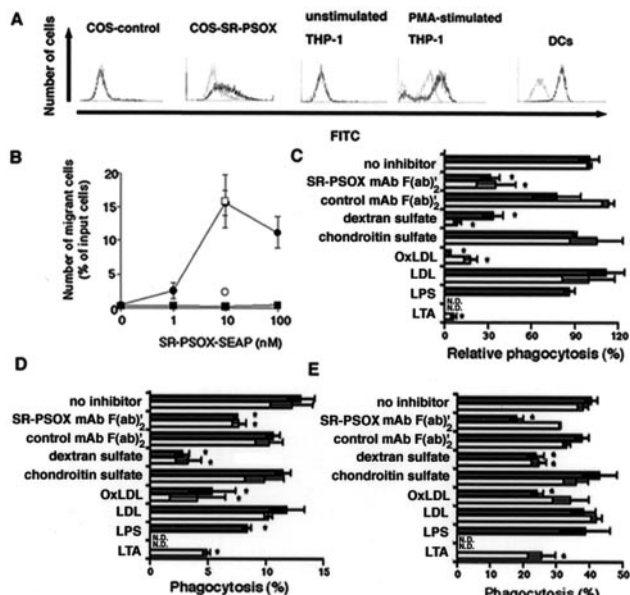 A
COS-control
COS-SR-PSOX
unstimulated
THP-1
PMA-stimulated
THP-1
DCs
Number of cells
FITC
B
Number of migrant cells
(% of input cells)
20
15
10
5
0
0 1 10 100
SR-PSOX-SEAP (nM)
C
no inhibitor
SR-PSOX mAb F(ab)'2
control mAb F(ab)'2
dextran sulfate
chondroitin sulfate
OxLDL
LDL
LPS
LTA
N.D.
N.D.
* * * * * * *
0 30 60 90 120
Relative phagocytosis (%)
D
no inhibitor
SR-PSOX mAb F(ab)'2
control mAb F(ab)'2
dextran sulfate
chondroitin sulfate
OxLDL
LDL
LPS
LTA
N.D.
N.D.
* * * * * * * *
0 5 10 15
Phagocytosis (%)
E
no inhibitor
SR-PSOX mAb F(ab)'2
control mAb F(ab)'2
dextran sulfate
chondroitin sulfate
OxLDL
LDL
LPS
LTA
N.D.
N.D.
* * * * *
0 10 20 30 40 50
Phagocytosis (%)